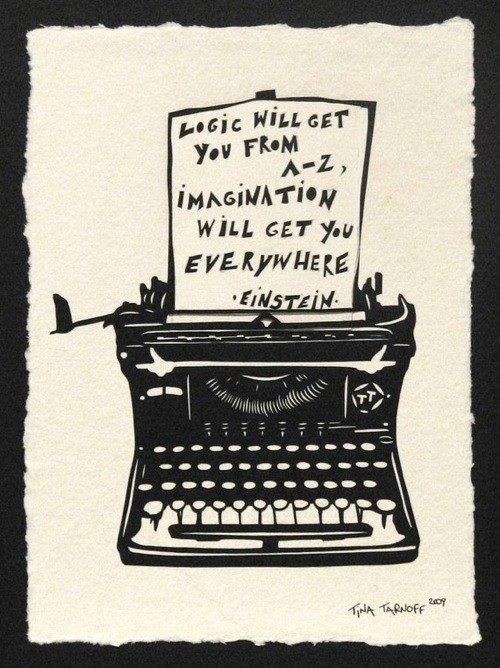 LOGIC WILL GET
YOU FROM
A-Z,
IMAGINATION
WILL GET YOU
EVERYWHERE
·EINSTEIN·
TT
TINA TARNOFF 2009